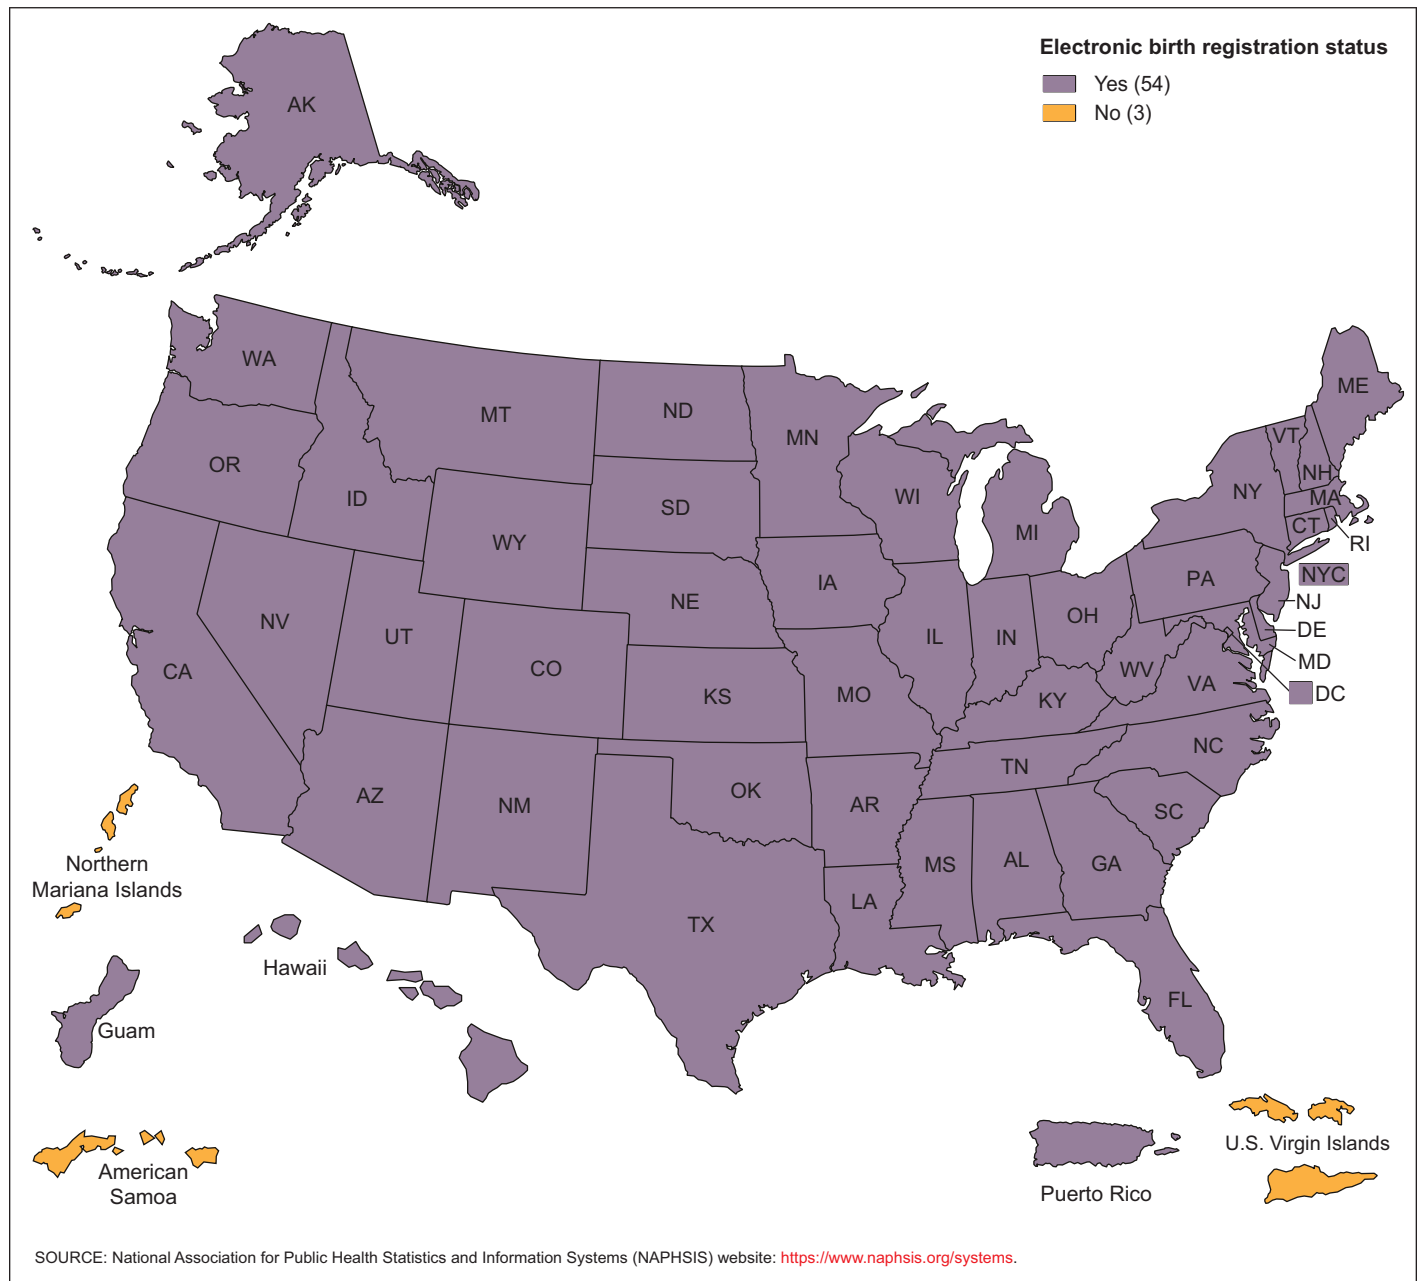 Electronic birth registration status
Yes (54)
No (3)
AK
WA
MT
ND
MN
ME
VT
NH
OR
ID
SD
WI
NY
MA
MI
CT
RI
WY
IA
PA
NYC
NE
NJ
NV
UT
IL
IN
OH
DE
CO
MD
CA
KS
MO
KY
WV
VA
DC
NC
TN
AZ
NM
OK
AR
SC
MS
AL
GA
Northern
Mariana Islands
LA
TX
Hawaii
FL
Guam
U.S. Virgin Islands
American
Samoa
Puerto Rico
SOURCE: National Association for Public Health Statistics and Information Systems (NAPHSIS) website: https://www.naphsis.org/systems.